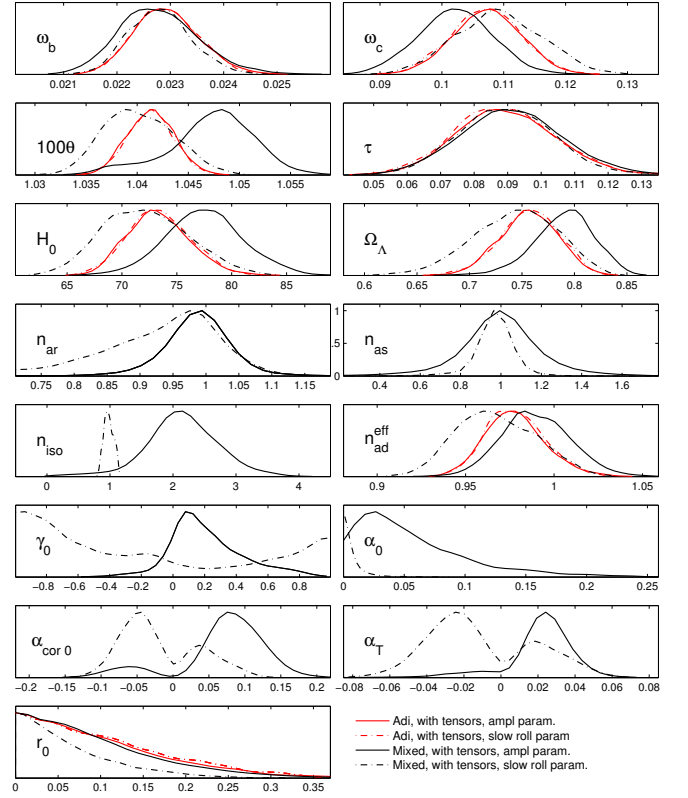 ω_b
0.021 0.022 0.023 0.024 0.025
ω_c
0.09 0.1 0.11 0.12 0.13
100θ
1.03 1.035 1.04 1.045 1.05 1.055
τ
0.05 0.06 0.07 0.08 0.09 0.1 0.11 0.12 0.13
H_0
65 70 75 80 85
Ω_Λ
0.6 0.65 0.7 0.75 0.8 0.85
n_ar
0.75 0.8 0.85 0.9 0.95 1 1.05 1.1 1.15
n_as
1
.5
0
0.4 0.6 0.8 1 1.2 1.4 1.6
n_iso
0 1 2 3 4
n_ad^eff
0.9 0.95 1 1.05
γ_0
−0.8 −0.6 −0.4 −0.2 0 0.2 0.4 0.6 0.8
α_0
0 0.05 0.1 0.15 0.2 0.25
α_cor 0
−0.2 −0.15 −0.1 −0.05 0 0.05 0.1 0.15 0.2
α_T
−0.08 −0.06 −0.04 −0.02 0 0.02 0.04 0.06 0.08
r_0
0 0.05 0.1 0.15 0.2 0.25 0.3 0.35
Adi, with tensors, ampl param.
Adi, with tensors, slow roll param
Mixed, with tensors, ampl param.
Mixed, with tensors, slow roll param.